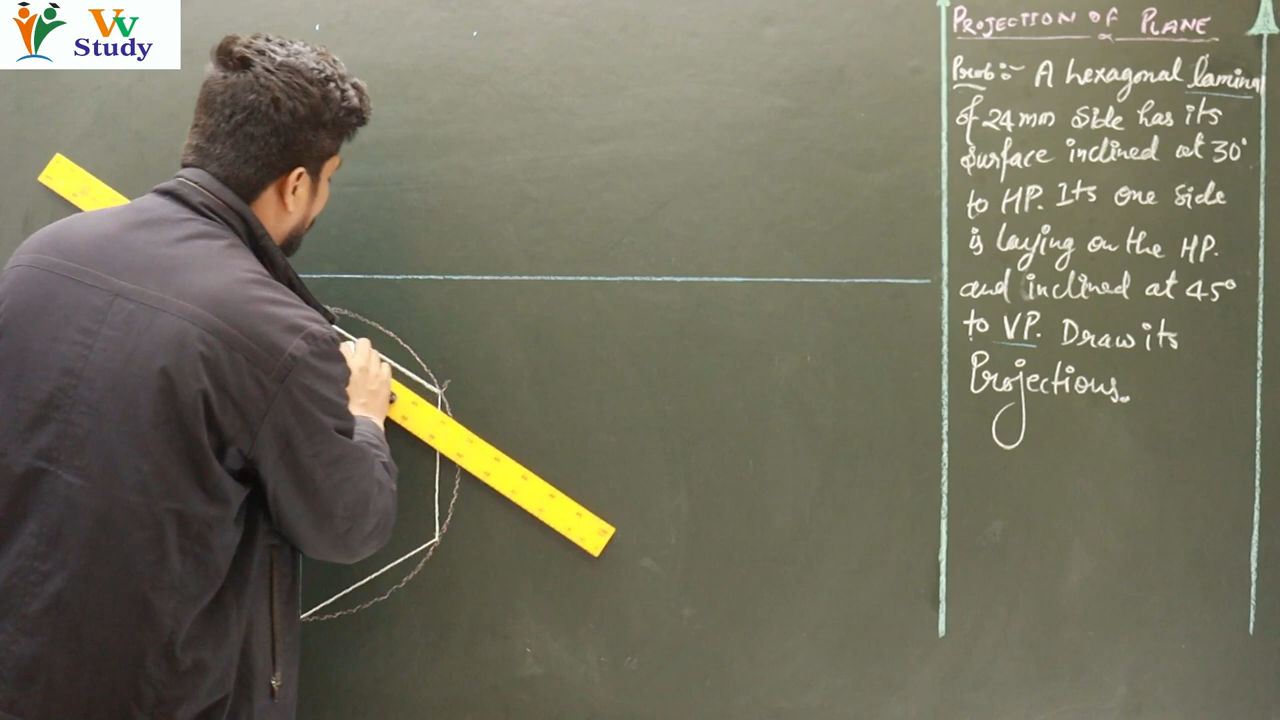 Vv
Study
PROJECTION OF PLANE
Prob:- A hexagonal lamina
of 24mm side has its
surface inclined at 30°
to HP. Its one side
is laying on the HP.
and inclined at 45°
to VP. Draw its
Projections.